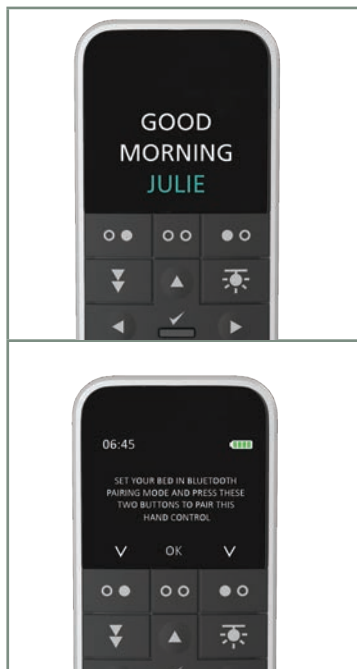 GOOD
MORNING
JULIE
06:45
SET YOUR BED IN BLUETOOTH
PAIRING MODE AND PRESS THESE
TWO BUTTONS TO PAIR THIS
HAND CONTROL
OK